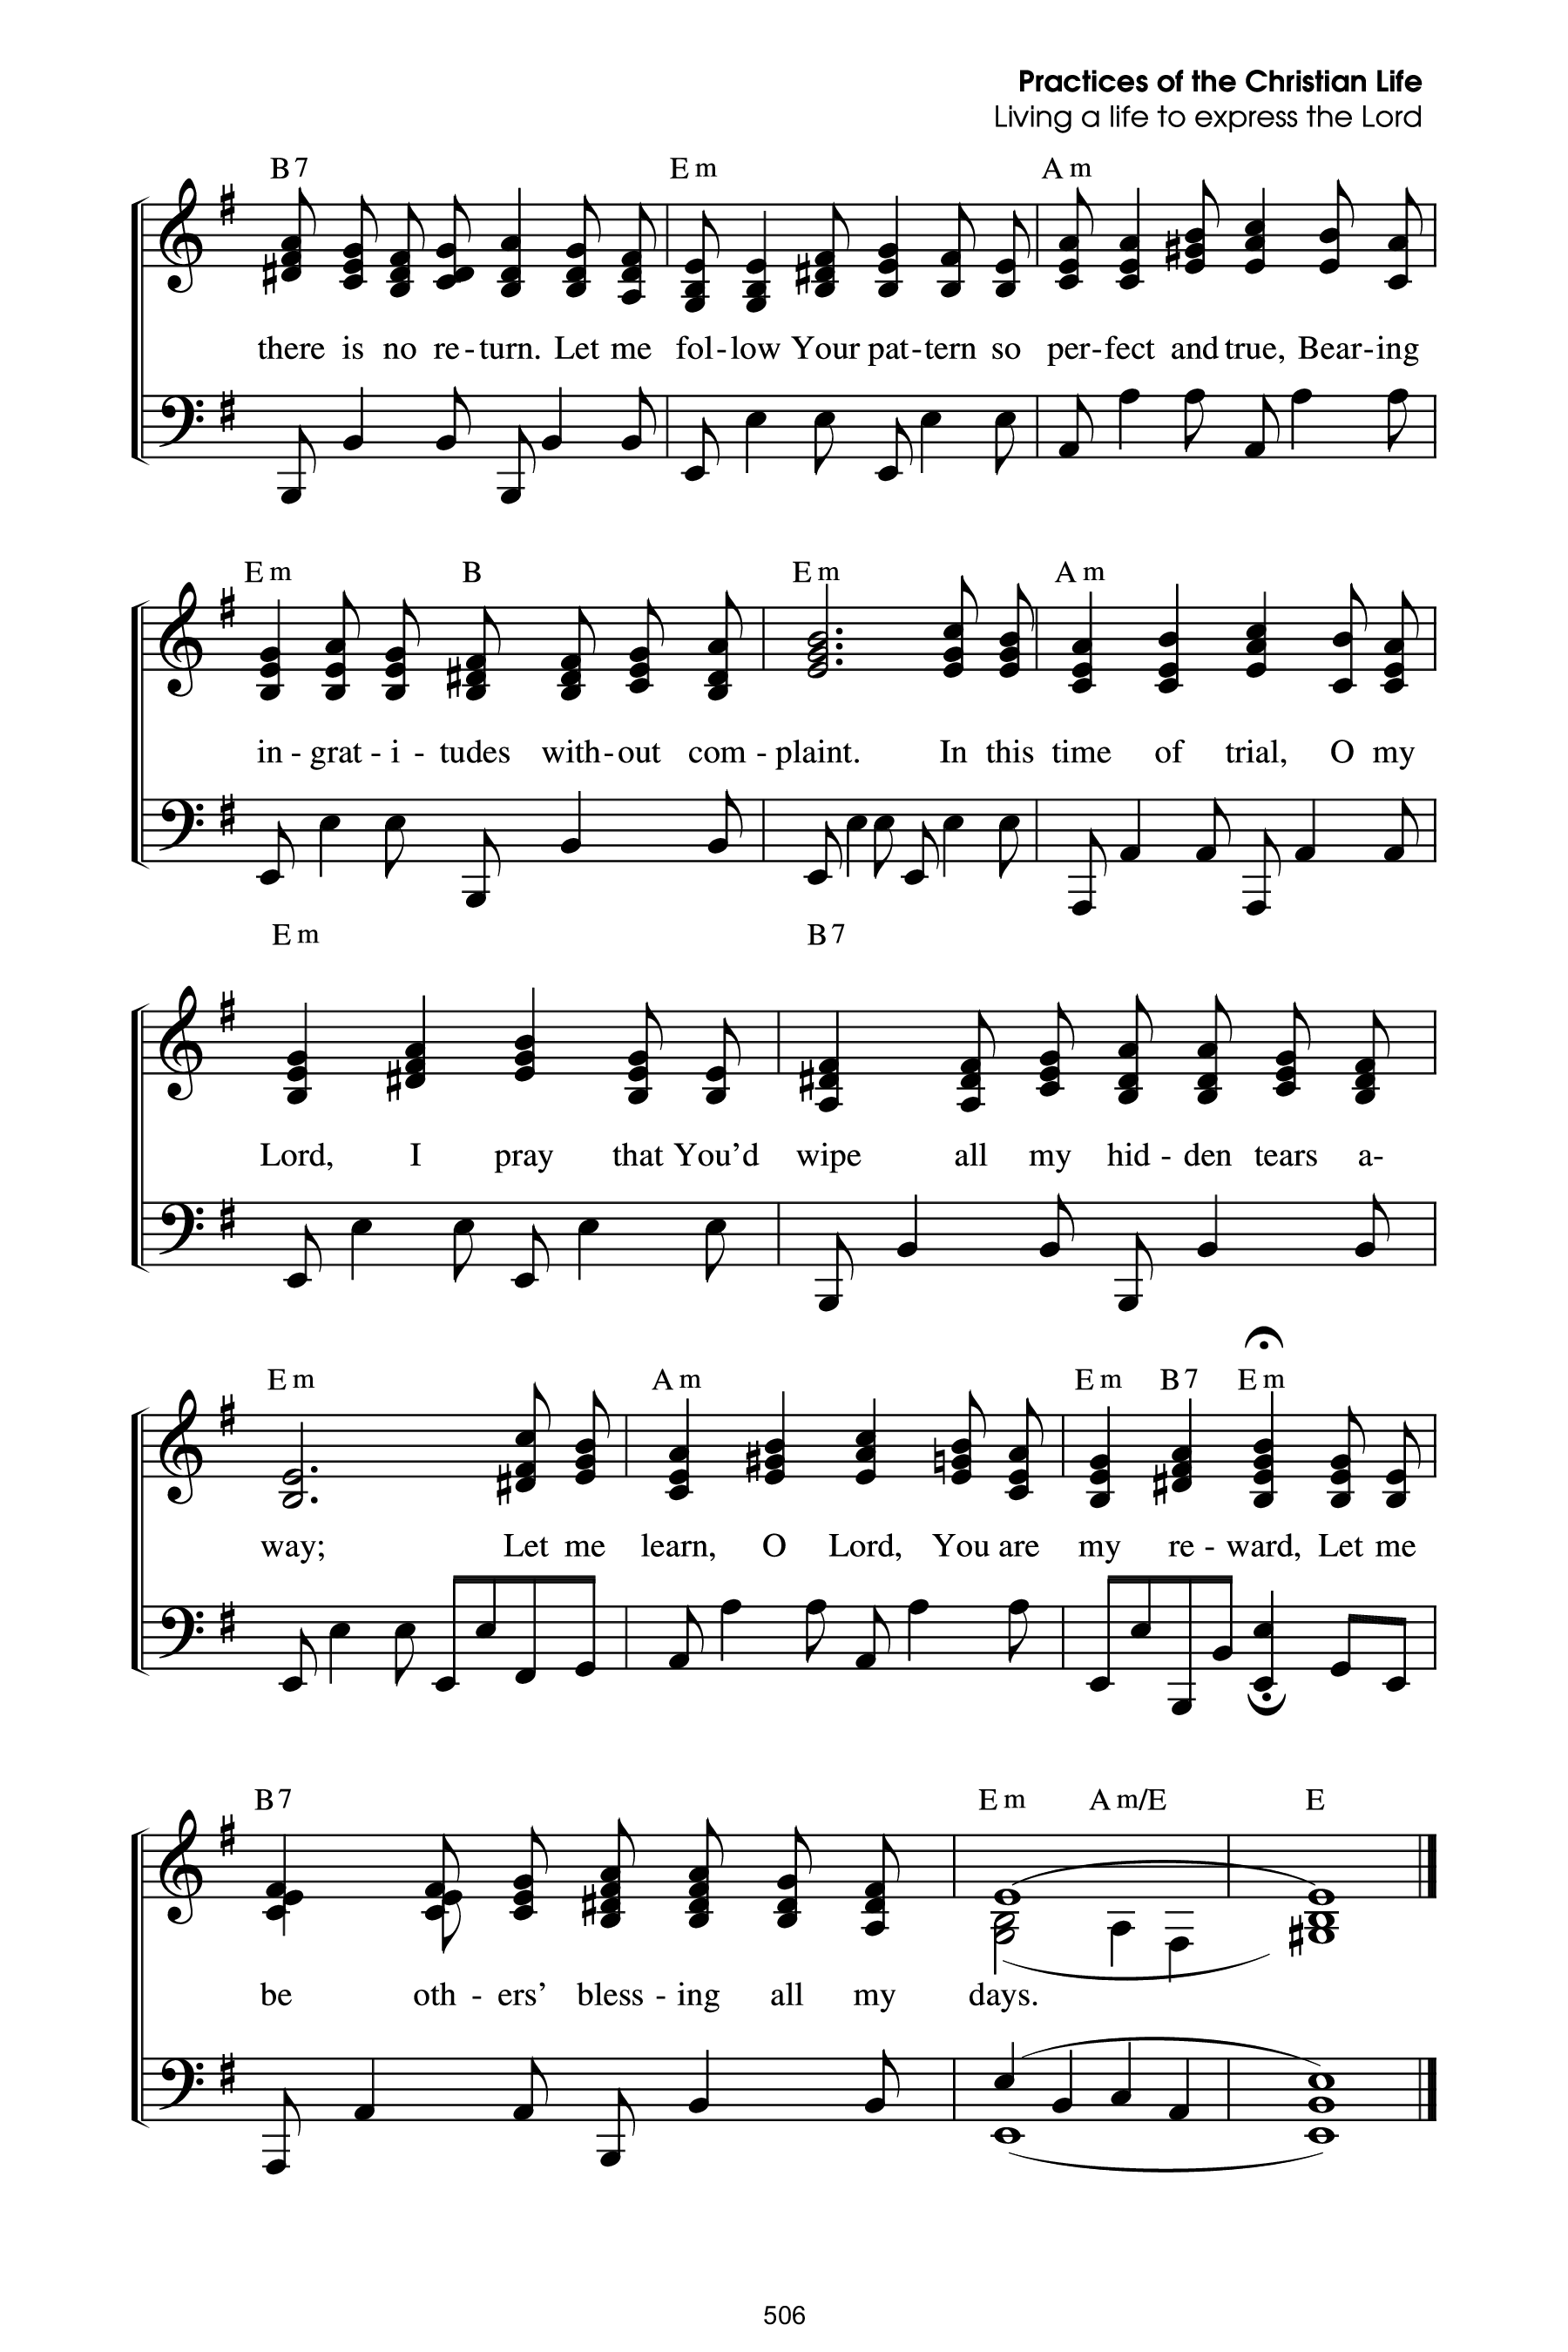 Practices of the Christian Life
Living a life to express the Lord
B7 Em Am
there is no re-turn. Let me fol-low Your pat-tern so per-fect and true, Bear-ing
Em B Em Am
in - grat - i - tudes with-out com - plaint. In this time of trial, O my
Em B7
Lord, I pray that You'd wipe all my hid - den tears a-
Em Am Em B7 Em
way; Let me learn, O Lord, You are my re - ward, Let me
B7 Em Am/E E
be oth - ers' bless - ing all my days.
506